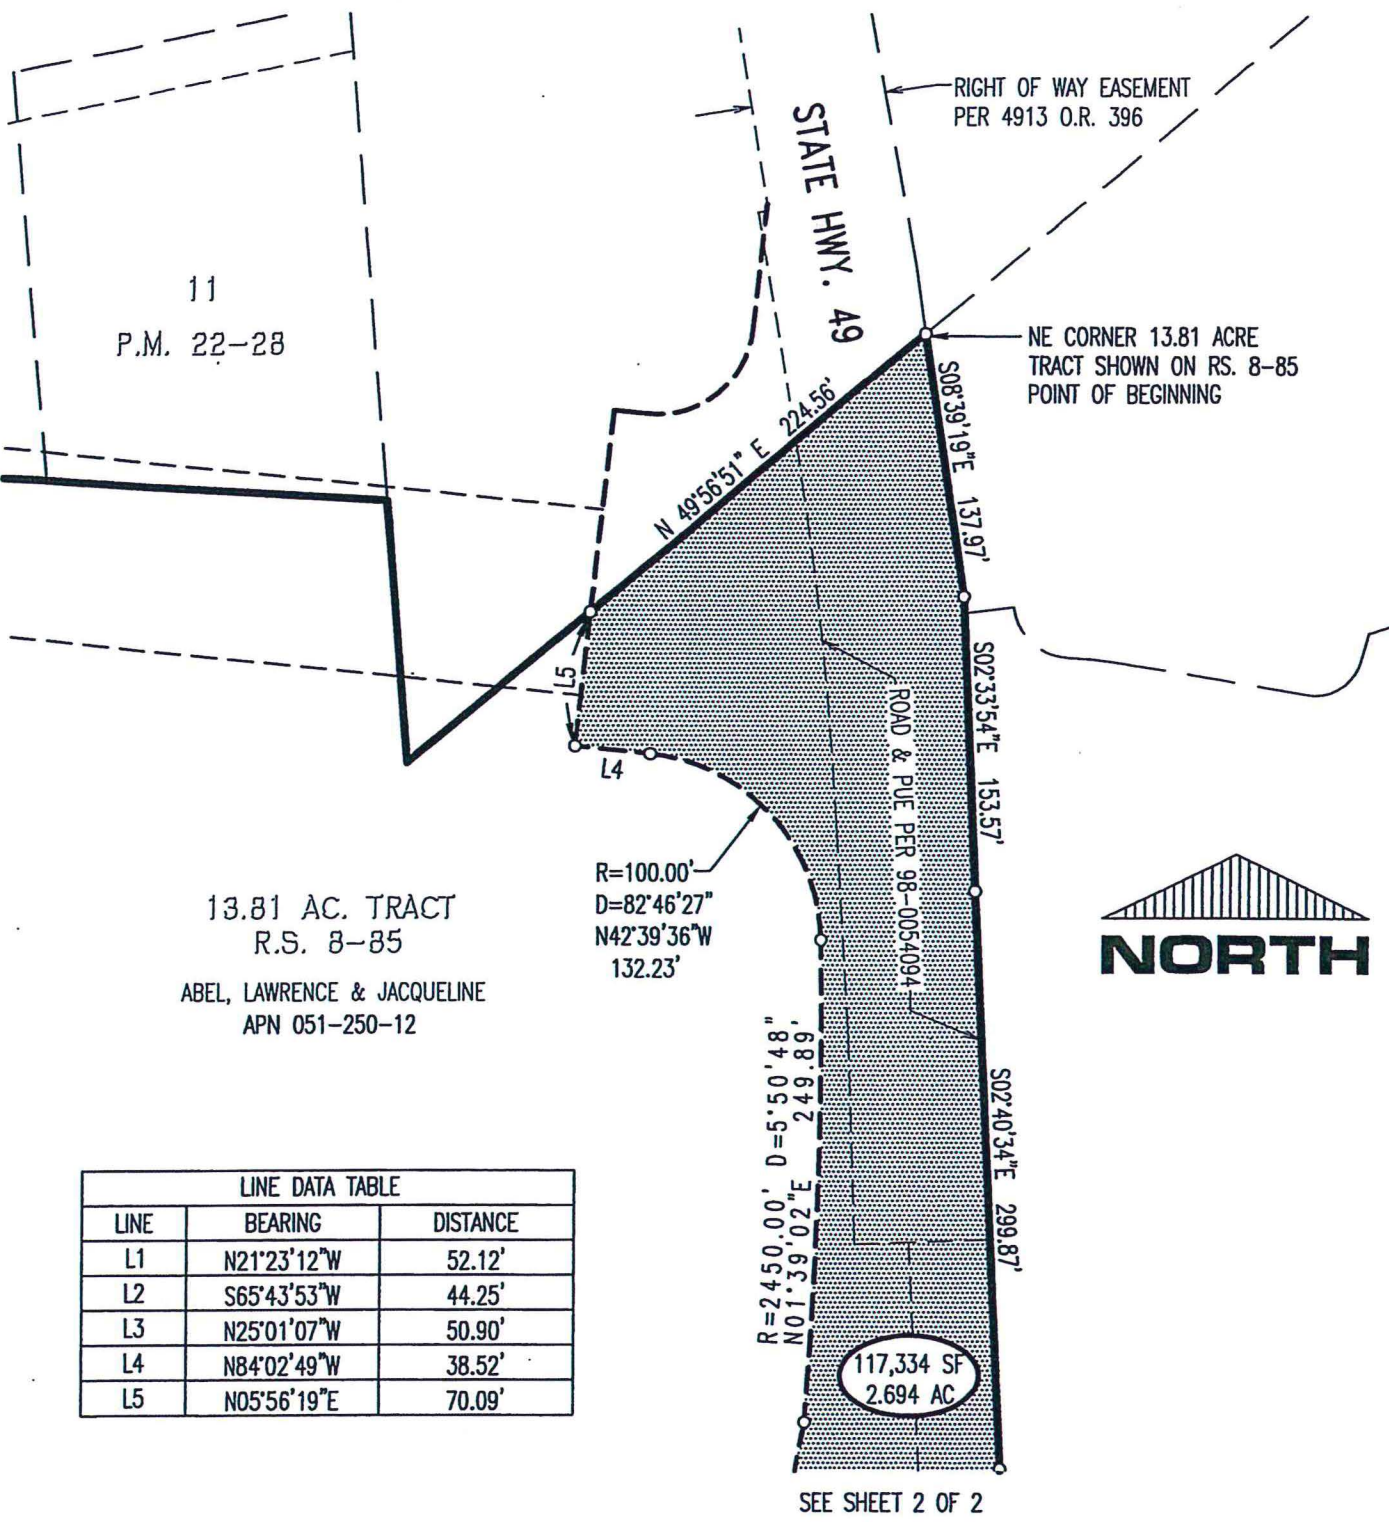 RIGHT OF WAY EASEMENT
PER 4913 O.R. 396
STATE HWY. 49
11
P.M. 22-28
NE CORNER 13.81 ACRE
TRACT SHOWN ON RS. 8-85
POINT OF BEGINNING
N 49°56'51" E 224.56'
S08°39'19"E 137.97'
L5
L4
S02°33'54"E 153.57'
ROAD & PUE PER 98-0054094
R=100.00'
D=82°46'27"
N42°39'36"W
132.23'
13.81 AC. TRACT
R.S. 8-85
ABEL, LAWRENCE & JACQUELINE
APN 051-250-12
NORTH
R=2450.00' D=5°50'48"
N01°39'02"E 249.89'
S02°40'34"E 299.87'
LINE DATA TABLE
LINE BEARING DISTANCE
L1 N21°23'12"W 52.12'
L2 S65°43'53"W 44.25'
L3 N25°01'07"W 50.90'
L4 N84°02'49"W 38.52'
L5 N05°56'19"E 70.09'
117,334 SF
2.694 AC
SEE SHEET 2 OF 2